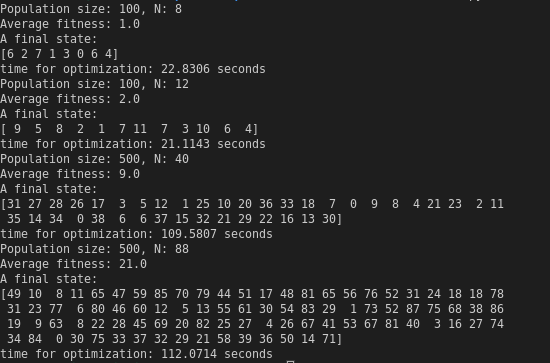 Population size: 100, N: 8
Average fitness: 1.0
A final state:
[6 2 7 1 3 0 6 4]
time for optimization: 22.8306 seconds
Population size: 100, N: 12
Average fitness: 2.0
A final state:
[ 9  5  8  2  1  7 11  7  3 10  6  4]
time for optimization: 21.1143 seconds
Population size: 500, N: 40
Average fitness: 9.0
A final state:
[31 27 28 26 17  3  5 12  1 25 10 20 36 33 18  7  0  9  8  4 21 23  2 11
 35 14 34  0 38  6  6 37 15 32 21 29 22 16 13 30]
time for optimization: 109.5807 seconds
Population size: 500, N: 88
Average fitness: 21.0
A final state:
[49 10  8 11 65 47 59 85 70 79 44 51 17 48 81 65 56 76 52 31 24 18 18 78
 31 23 77  6 80 46 60 12  5 13 55 61 30 54 83 29  1 73 52 87 75 68 38 86
 19  9 63  8 22 28 45 69 20 82 25 27  4 26 67 41 53 67 81 40  3 16 27 74
 34 84  0 30 75 33 37 32 29 21 58 39 36 50 14 71]
time for optimization: 112.0714 seconds